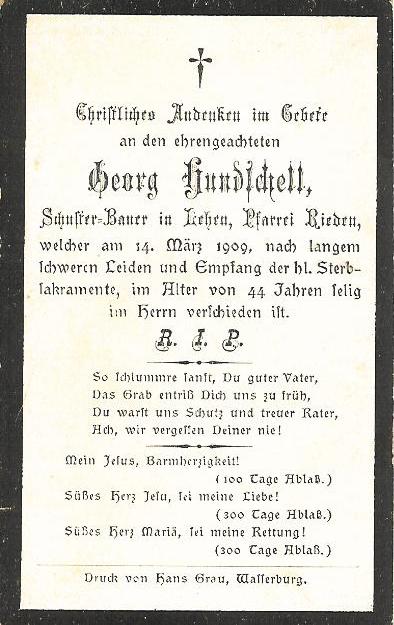 Christliches Andenken im Gebete
an den ehrengeachteten
Georg Hundschell,
Schuster-Bauer in Lehen, Pfarrei Rieden,
welcher am 14. März 1909, nach langem
schweren Leiden und Empfang der hl. Sterb-
sakramente, im Alter von 44 Jahren selig
im Herrn verschieden ist.
R. I. P.
So schlummre sanft, Du guter Vater,
Das Grab entriß Dich uns zu früh,
Du warst uns Schutz und treuer Rater,
Ach, wir vergessen Deiner nie!
Mein Jesus, Barmherzigkeit!
(100 Tage Ablaß.)
Süßes Herz Jesu, sei meine Liebe!
(300 Tage Ablaß.)
Süßes Herz Mariä, sei meine Rettung!
(300 Tage Ablaß.)
Druck von Hans Grau, Wasserburg.